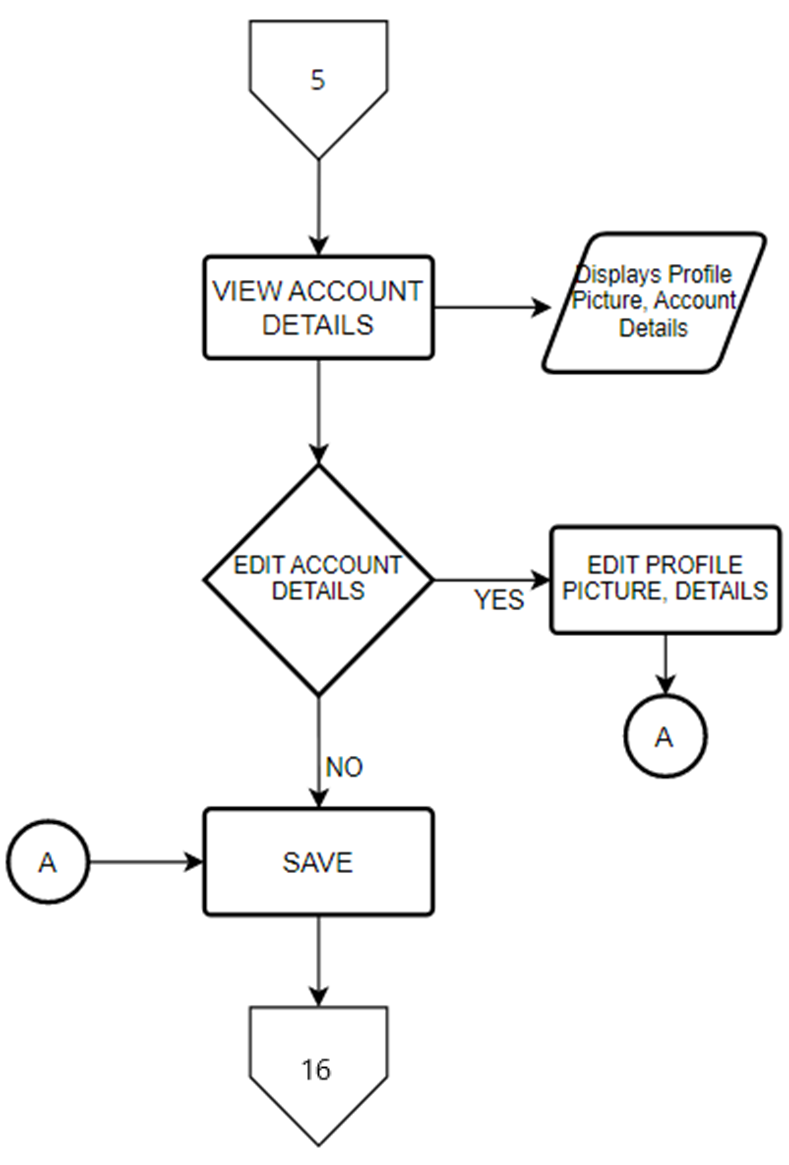 5
VIEW ACCOUNT
DETAILS
Displays Profile
Picture, Account
Details
EDIT ACCOUNT
DETAILS
YES
EDIT PROFILE
PICTURE, DETAILS
A
NO
A
SAVE
16